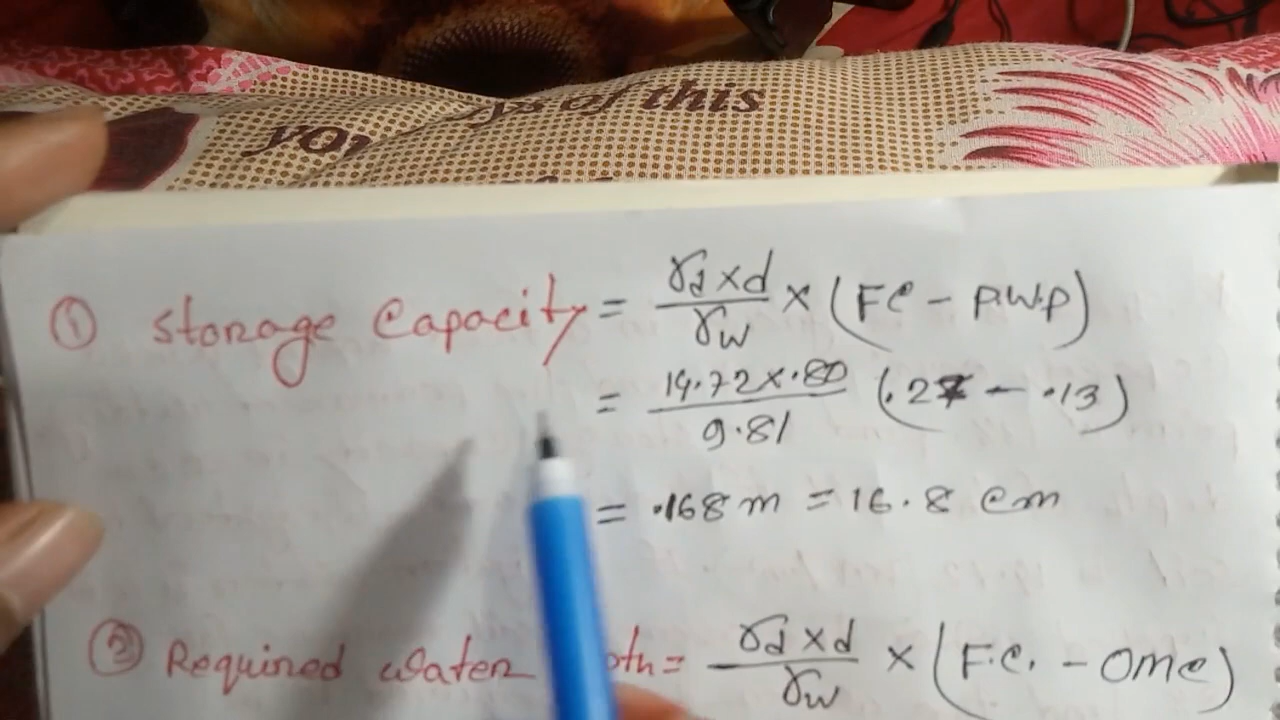 of this
① Storage Capacity = γd × d / γw × (FC - P.W.P)
= 14.72 × .80 / 9.81 (.27 - .13)
= .168 m = 16.8 cm
② Required water = γd × d / γw × (F.C. - OMC)